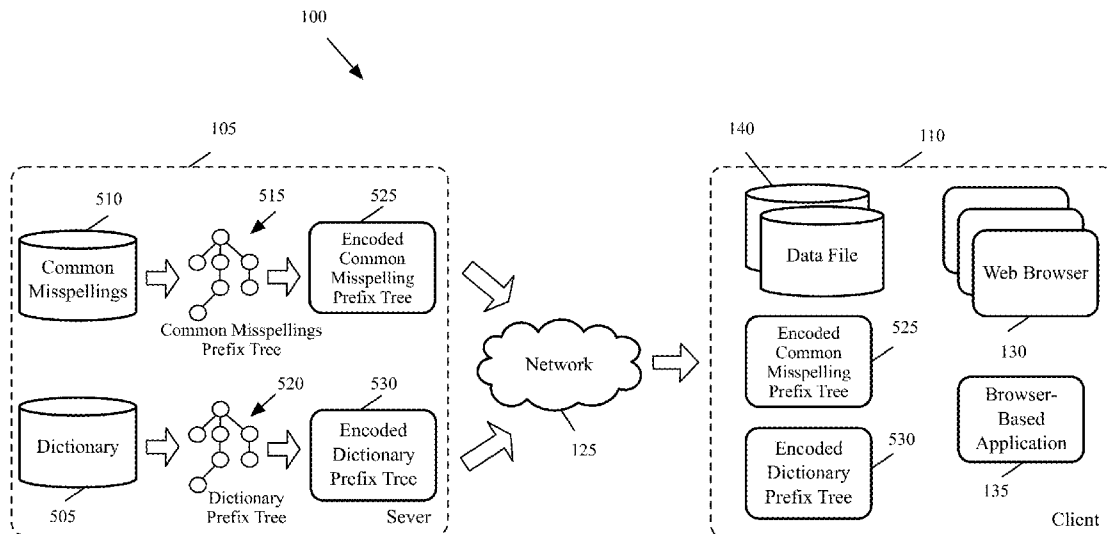 100
105
510
Common
Misspellings
515
Common Misspellings
Prefix Tree
525
Encoded
Common
Misspelling
Prefix Tree
Dictionary
505
520
Dictionary
Prefix Tree
530
Encoded
Dictionary
Prefix Tree
Sever
Network
125
110
140
Data File
Web Browser
130
Encoded
Common
Misspelling
Prefix Tree
525
Browser-
Based
Application
135
Encoded
Dictionary
Prefix Tree
530
Client